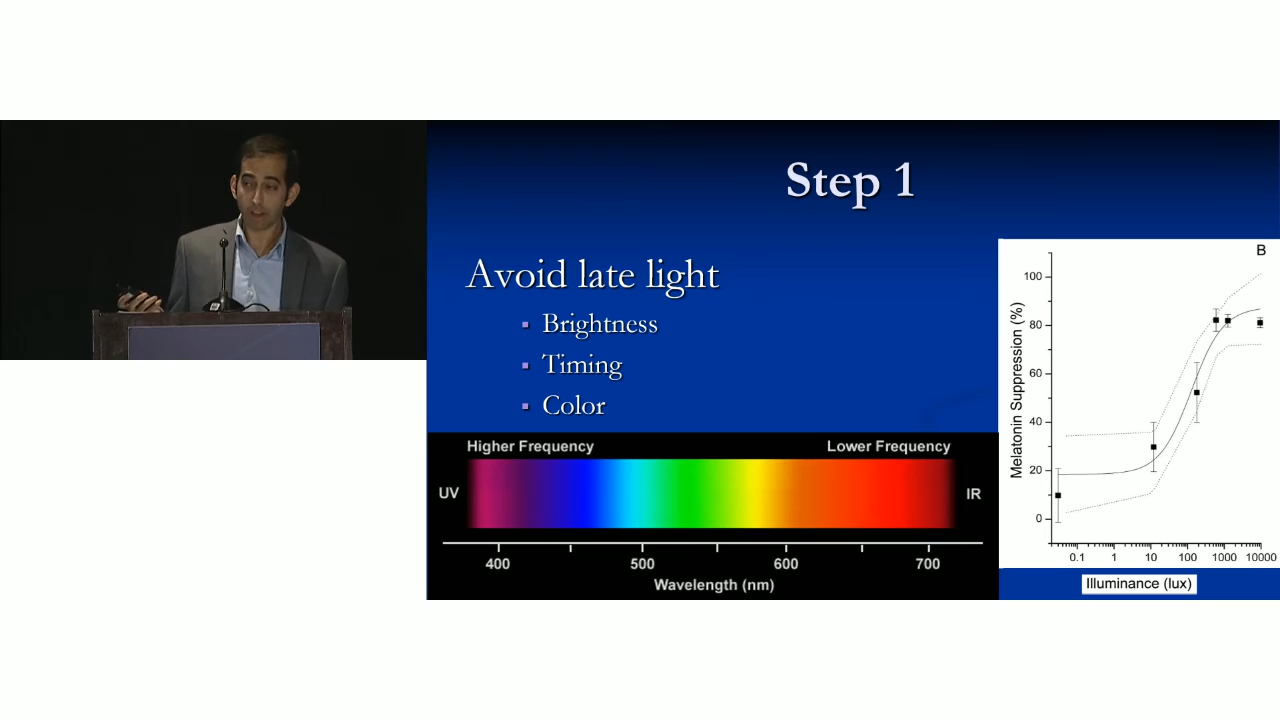 Step 1
Avoid late light
▪ Brightness
▪ Timing
▪ Color
Higher Frequency Lower Frequency
UV IR
400 500 600 700
Wavelength (nm)
B
Melatonin Suppression (%)
100
80
60
40
20
0
0.1 1 10 100 1000 10000
Illuminance (lux)